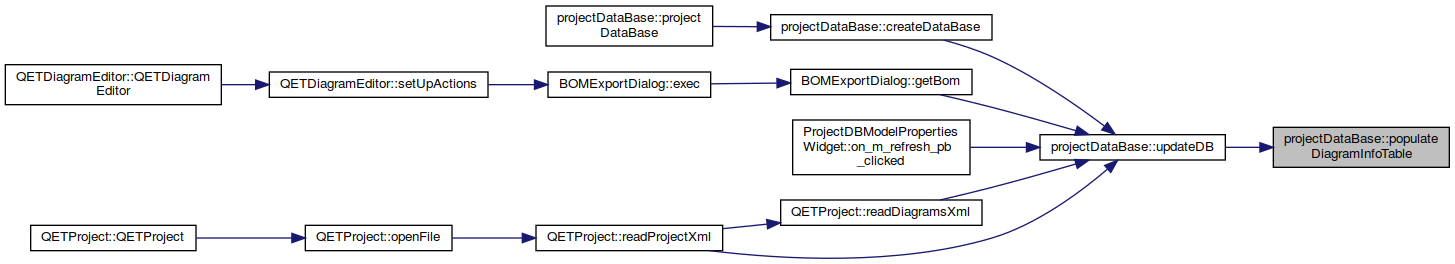 projectDataBase::project
DataBase
projectDataBase::createDataBase
QETDiagramEditor::QETDiagram
Editor
QETDiagramEditor::setUpActions
BOMExportDialog::exec
BOMExportDialog::getBom
ProjectDBModelProperties
Widget::on_m_refresh_pb
_clicked
projectDataBase::updateDB
projectDataBase::populate
DiagramInfoTable
QETProject::readDiagramsXml
QETProject::QETProject
QETProject::openFile
QETProject::readProjectXml